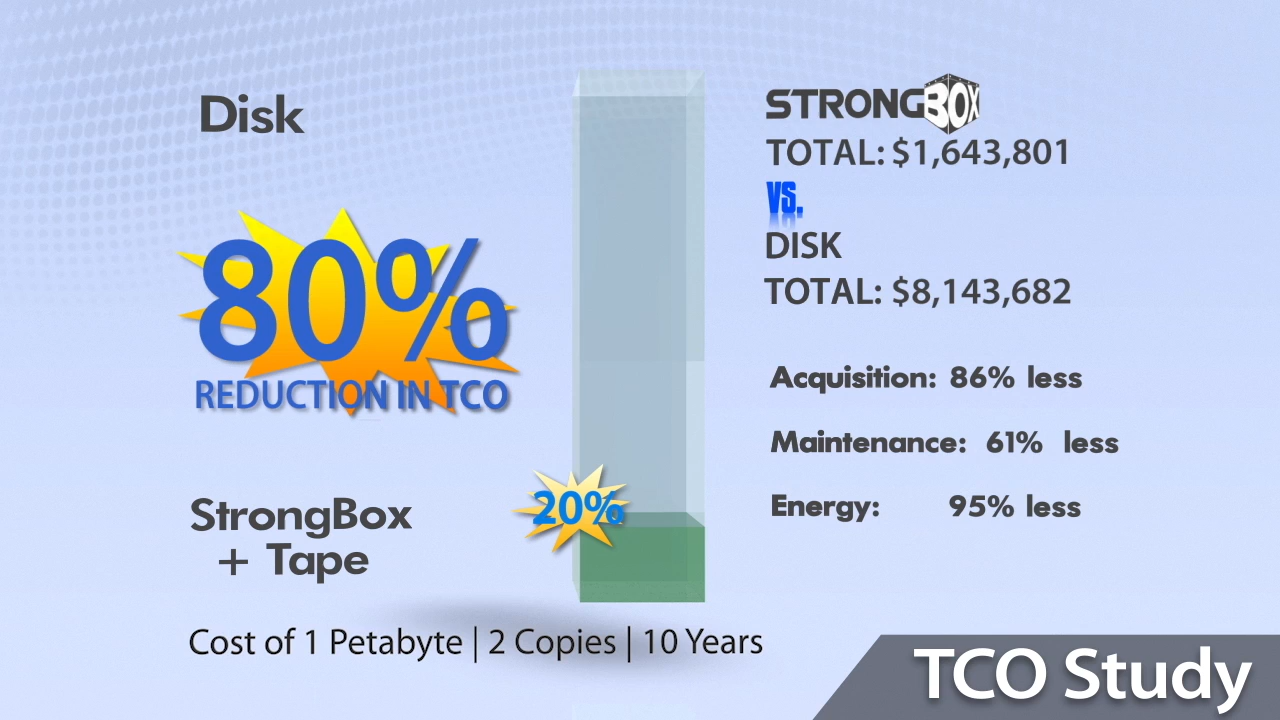 Disk
80%
REDUCTION IN TCO
20%
StrongBox
+ Tape
Cost of 1 Petabyte | 2 Copies | 10 Years
STRONGBOX
TOTAL: $1,643,801
VS.
DISK
TOTAL: $8,143,682
Acquisition: 86% less
Maintenance: 61% less
Energy: 95% less
TCO Study